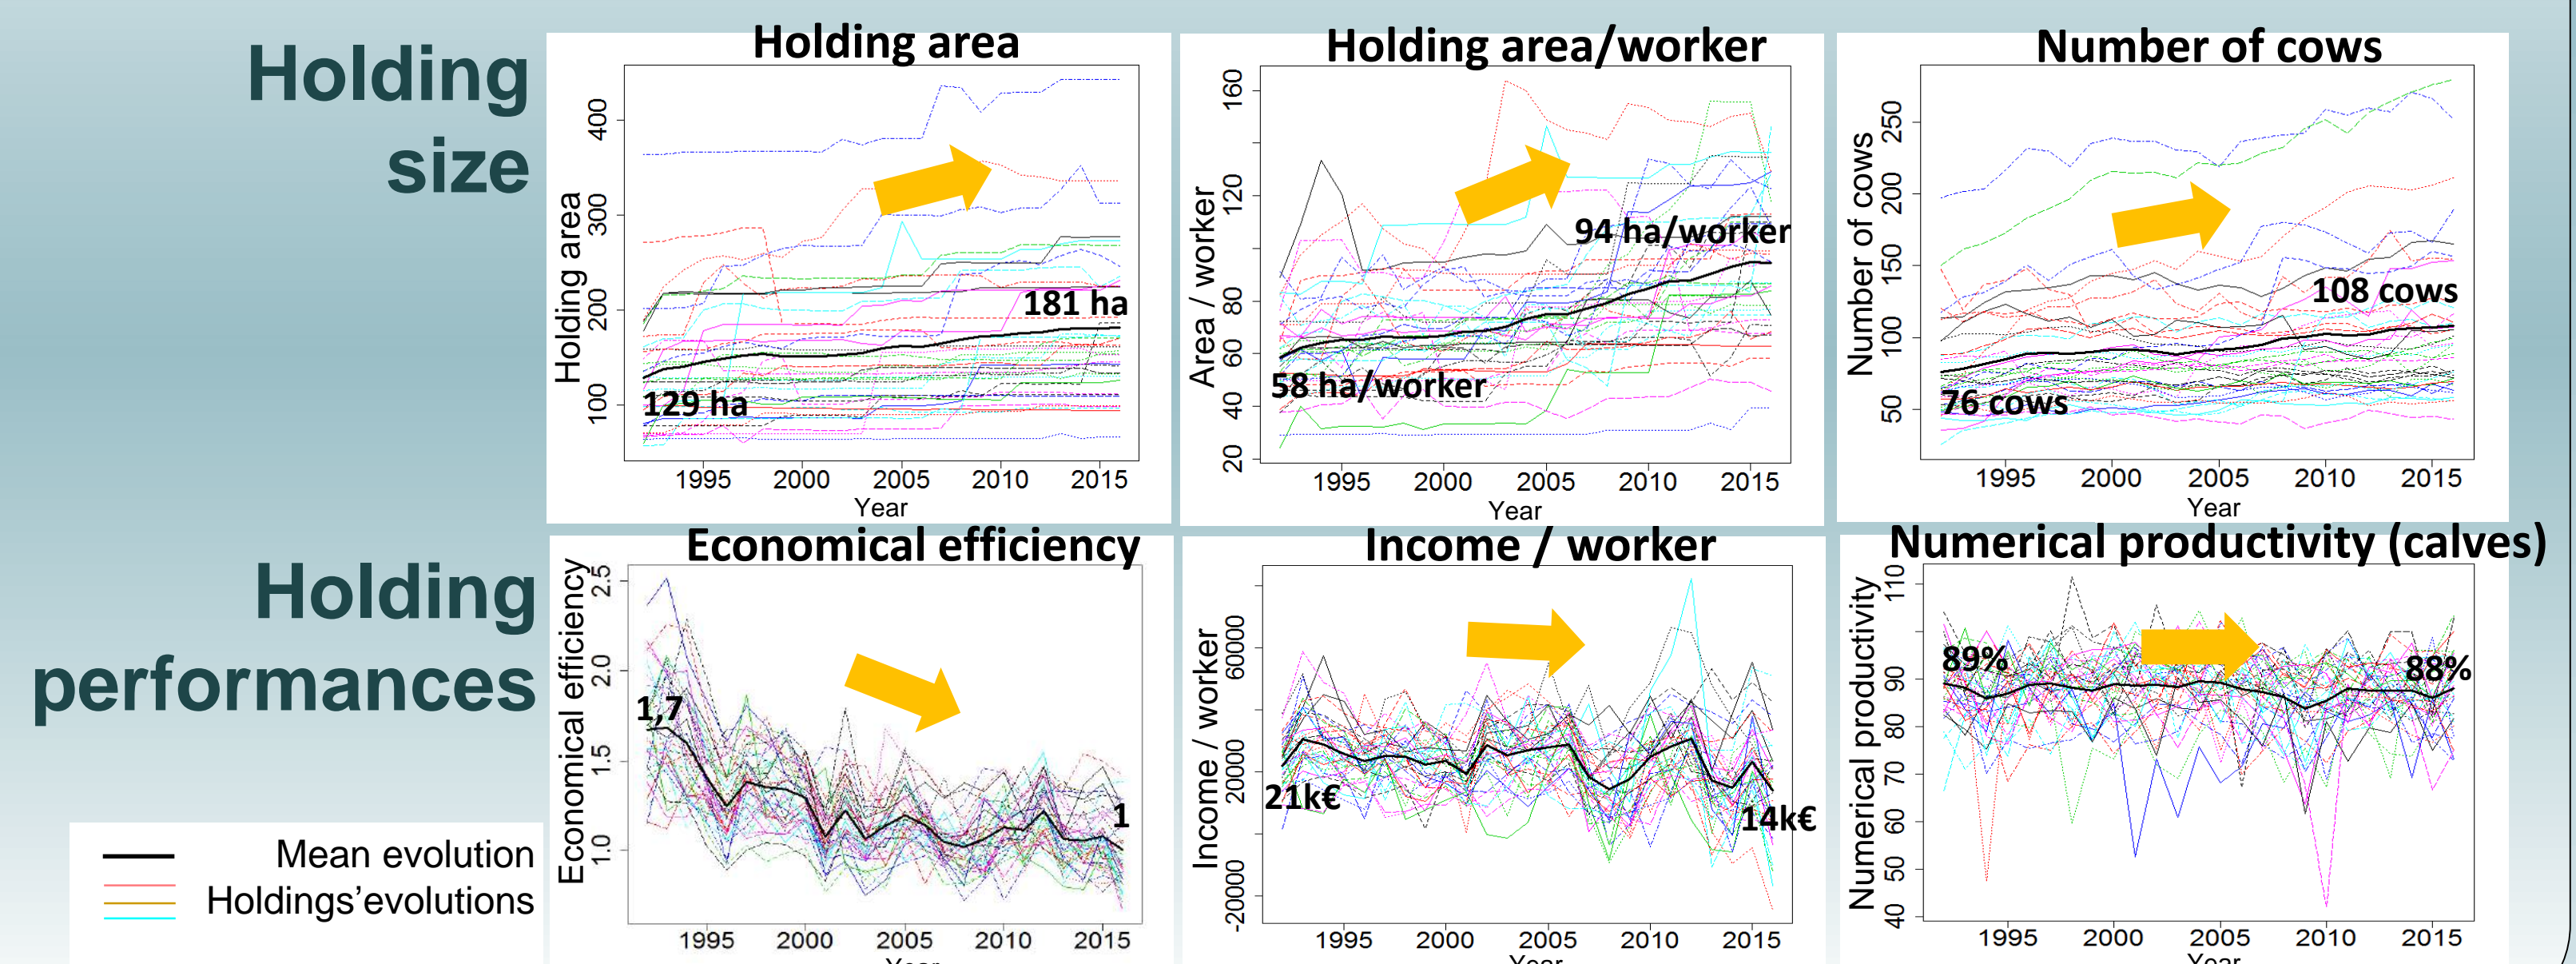 Holding
size
Holding area
Holding area
400
300
200
100
181 ha
129 ha
1995 2000 2005 2010 2015
Year
Holding area/worker
Area / worker
160
120
80
60
40
20
94 ha/worker
58 ha/worker
1995 2000 2005 2010 2015
Year
Number of cows
Number of cows
250
200
150
100
50
108 cows
76 cows
1995 2000 2005 2010 2015
Year
Holding
performances
Economical efficiency
Economical efficiency
2.5
2.0
1.5
1.0
1,7
1
1995 2000 2005 2010 2015
Year
Income / worker
Income / worker
60000
20000
-20000
21k€
14k€
1995 2000 2005 2010 2015
Year
Numerical productivity (calves)
Numerical productivity
110
90
80
70
60
50
40
89%
88%
1995 2000 2005 2010 2015
Year
Mean evolution
Holdings'evolutions